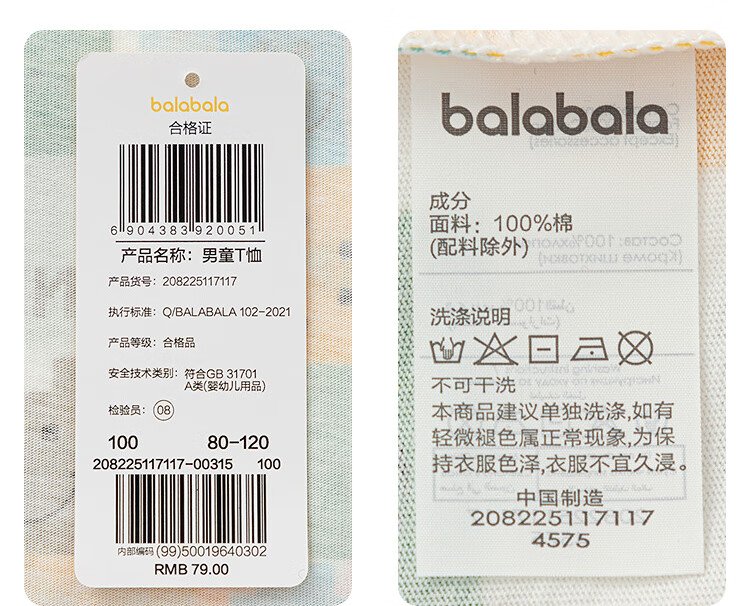 balabala
合格证
6 904383 920051
产品名称：男童T恤
产品货号：208225117117
执行标准：Q/BALABALA 102-2021
产品等级：合格品
安全技术类别：符合GB 31701
A类(婴幼儿用品)
检验员：08
100 80-120
208225117117-00315 100
内部编码 (99)50019640302
RMB 79.00
balabala
成分
面料：100%棉
(配料除外)
洗涤说明
不可干洗
本商品建议单独洗涤,如有
轻微褪色属正常现象,为保
持衣服色泽,衣服不宜久浸。
中国制造
208225117117
4575